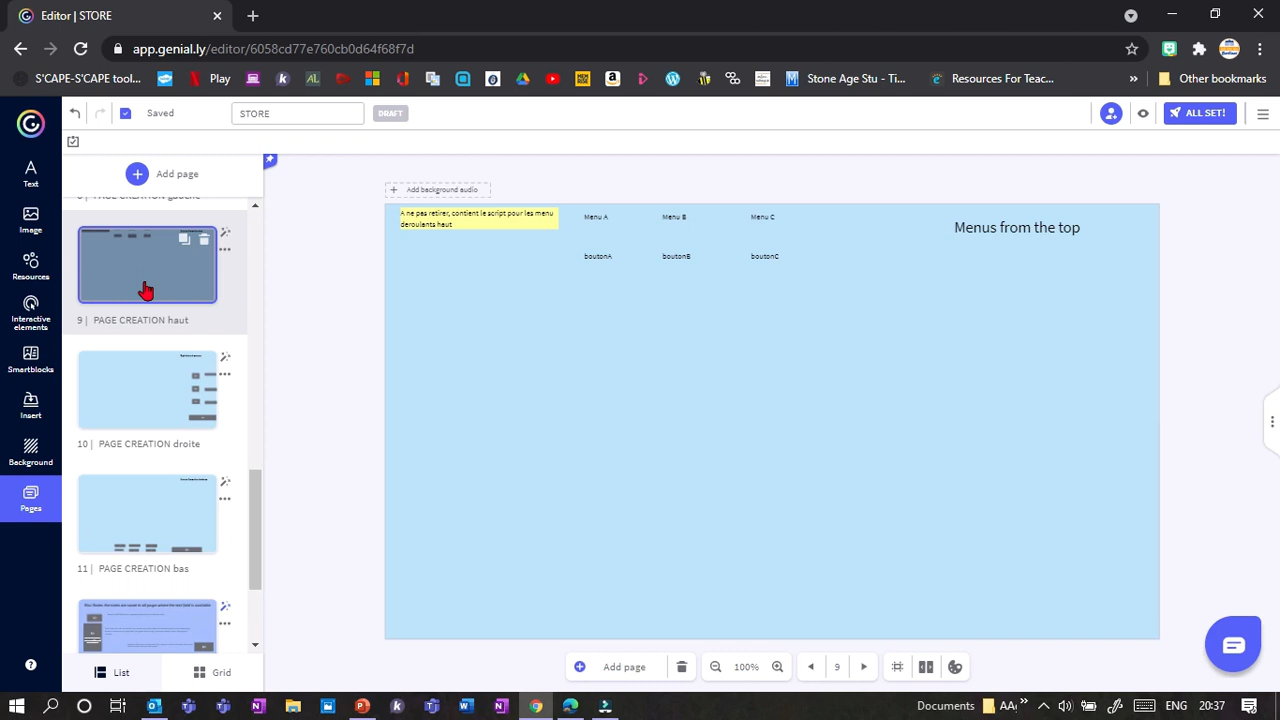 Editor | STORE
app.genial.ly/editor/6058cd77e760cb0d64f68f7d
S'CAPE-S'CAPE tool...
Play
AL
Stone Age Stu - Ti...
Resources For Teac...
»
Other bookmarks
Saved
STORE
DRAFT
ALL SET!
Text
Image
Resources
Interactive
elements
Smartblocks
Insert
Background
Pages
Add page
9 | PAGE CREATION haut
10 | PAGE CREATION droite
11 | PAGE CREATION bas
List
Grid
+ Add background audio
A ne pas retirer, contient le script pour les menu
deroulants haut
Menu A
Menu B
Menu C
boutonA
boutonB
boutonC
Menus from the top
Add page
100%
9
Documents
ENG
20:37